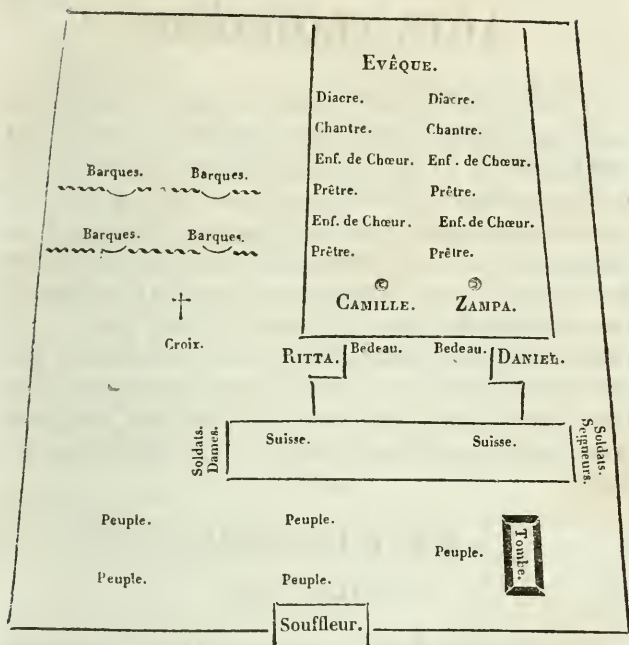 EVÊQUE.
Diacre. Diacre.
Chantre. Chantre.
Enf. de Chœur. Enf. de Chœur.
Barques. Barques.
Prêtre. Prêtre.
Enf. de Chœur. Enf. de Chœur.
Barques. Barques.
Prêtre. Prêtre.
CAMILLE. ZAMPA.
Croix.
RITTA. Bedeau. Bedeau. DANIEL.
Soldats.
Dames.
Suisse. Suisse.
Soldats.
Seigneurs.
Peuple. Peuple.
Peuple.
Tombe.
Peuple. Peuple.
Souffleur.